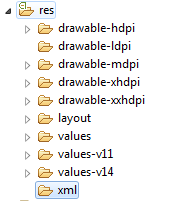 res
drawable-hdpi
drawable-ldpi
drawable-mdpi
drawable-xhdpi
drawable-xxhdpi
layout
values
values-v11
values-v14
xml